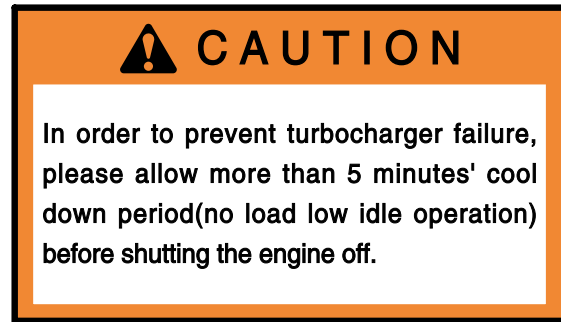 CAUTION
In order to prevent turbocharger failure,
please allow more than 5 minutes' cool
down period(no load low idle operation)
before shutting the engine off.